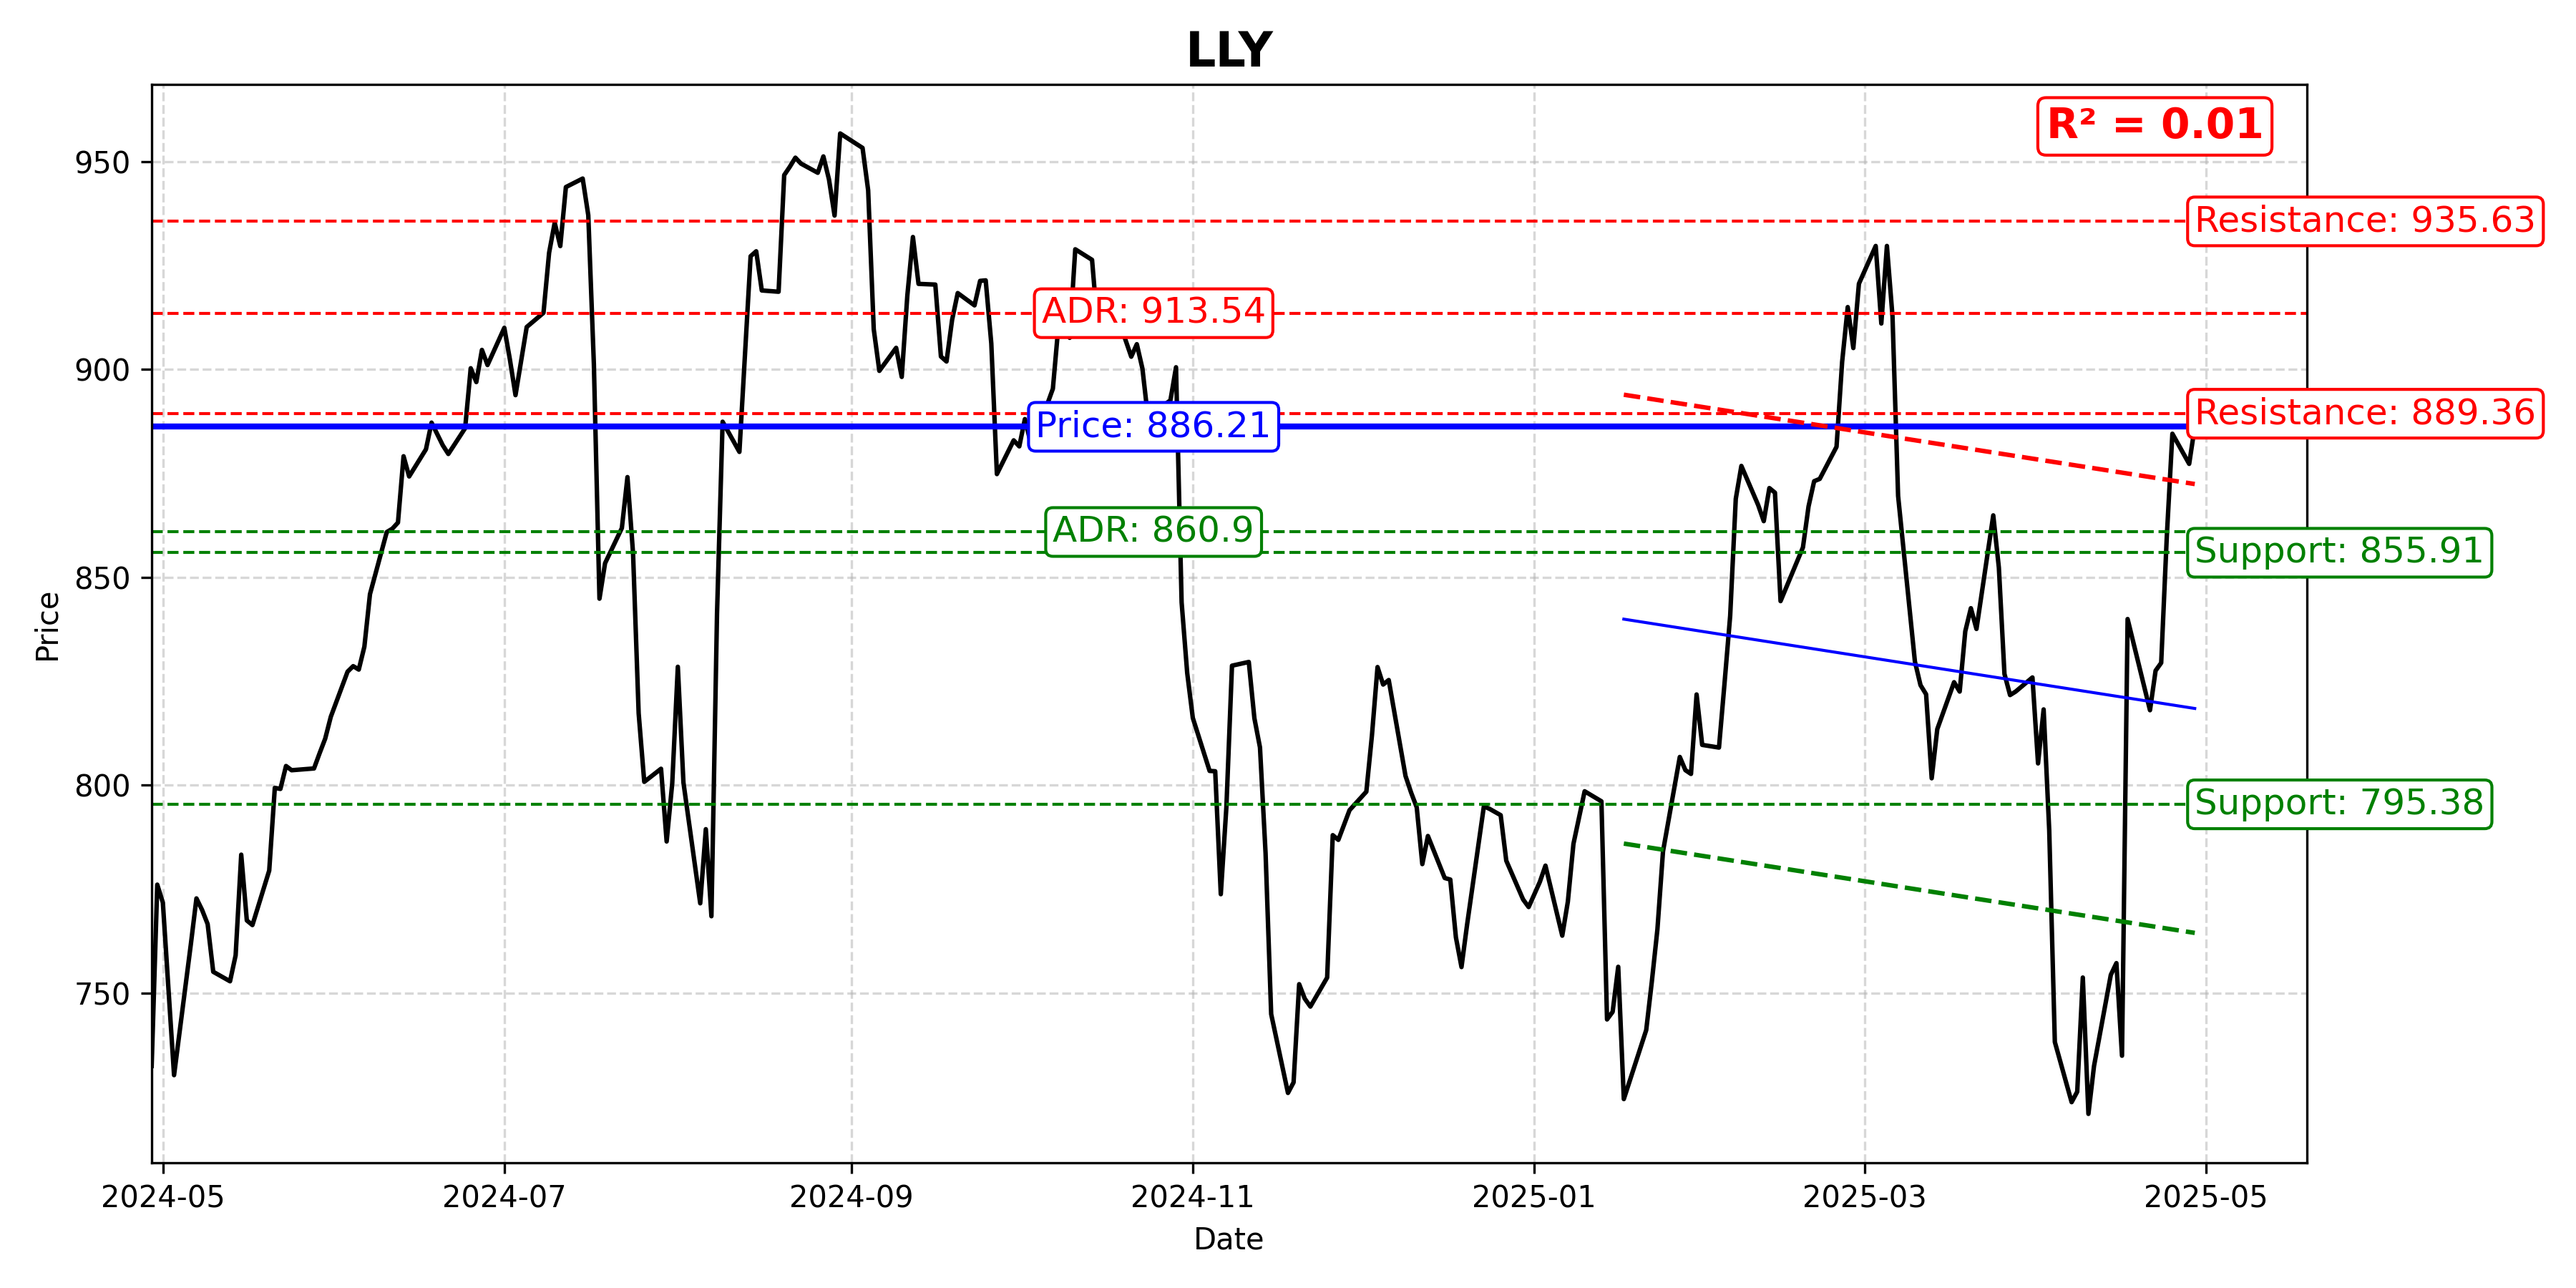 LLY
R² = 0.01
950
Resistance: 935.63
ADR: 913.54
900
Resistance: 889.36
Price: 886.21
ADR: 860.9
Support: 855.91
850
Price
800
Support: 795.38
750
2024-05
2024-07
2024-09
2024-11
2025-01
2025-03
2025-05
Date